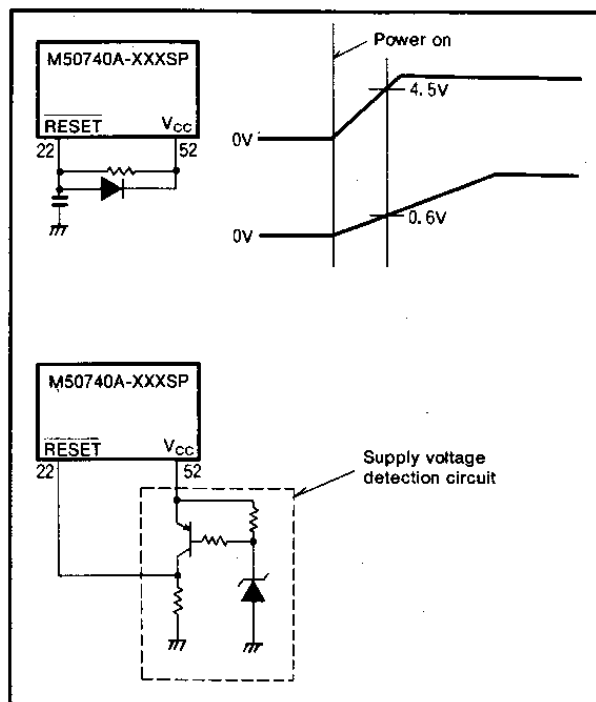 M50740A-XXXSP
RESET
VCC
22
52
Power on
4.5V
0V
0.6V
0V
M50740A-XXXSP
RESET
VCC
22
52
Supply voltage
detection circuit